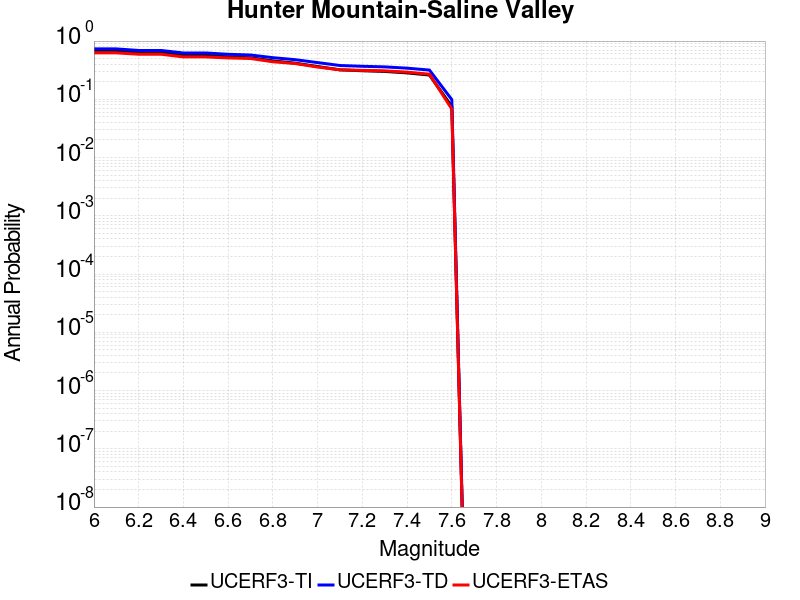 Hunter Mountain-Saline Valley
10^0
10^-1
10^-2
10^-3
10^-4
10^-5
10^-6
10^-7
10^-8
Annual Probability
6 6.2 6.4 6.6 6.8 7 7.2 7.4 7.6 7.8 8 8.2 8.4 8.6 8.8 9
Magnitude
UCERF3-TI UCERF3-TD UCERF3-ETAS